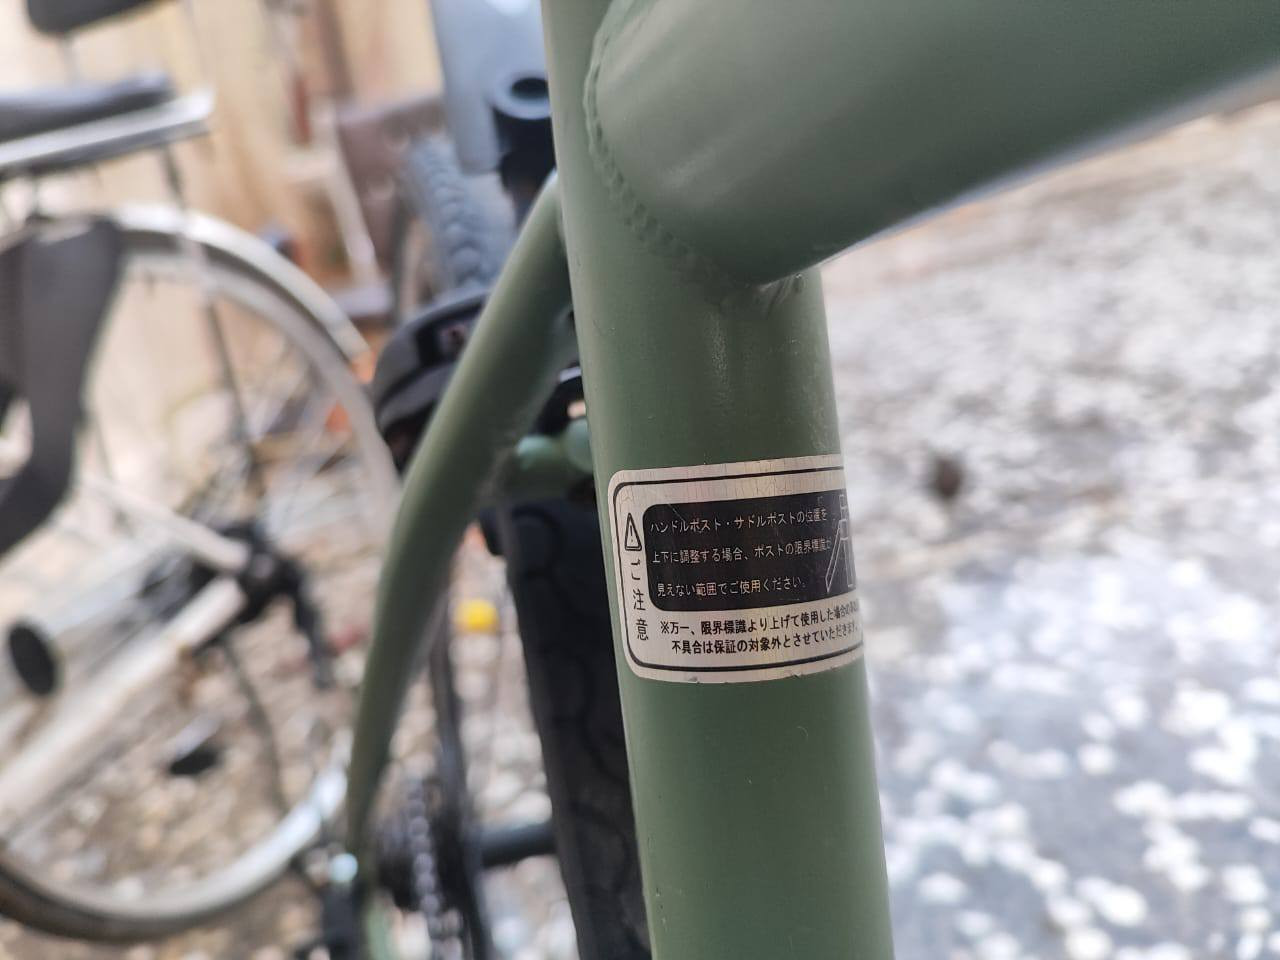 ご注意
ハンドルポスト・サドルポストの位置を
上下に調整する場合、ポストの限界標識が
見えない範囲でご使用ください。
※万一、限界標識より上げて使用した場合の
不具合は保証の対象外とさせていただきます。